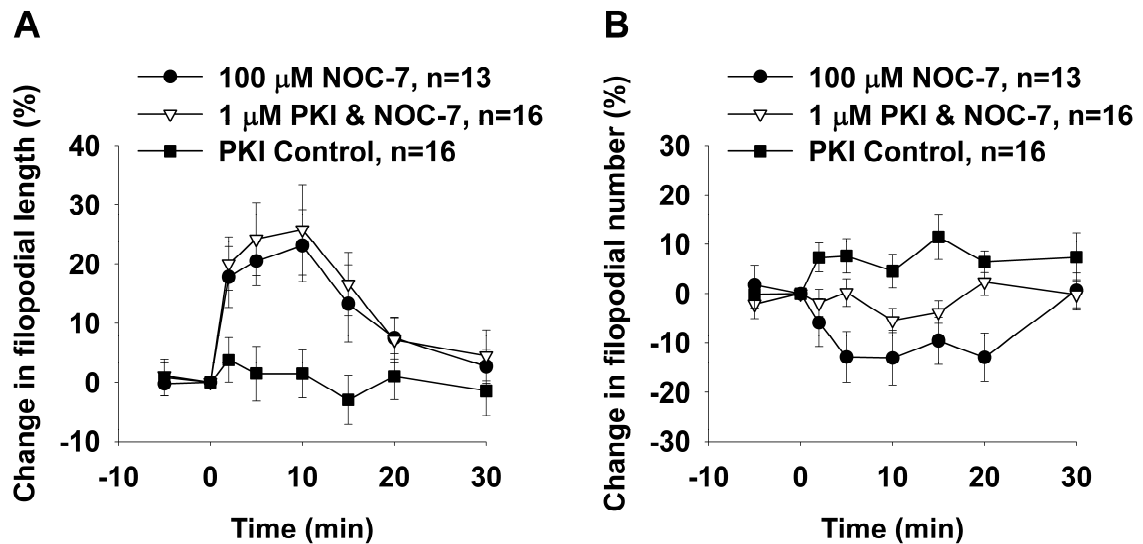 A
100 μM NOC-7, n=13
1 μM PKI & NOC-7, n=16
PKI Control, n=16
Change in filopodial length (%)
40
30
20
10
0
-10
-10 0 10 20 30
Time (min)
B
100 μM NOC-7, n=13
1 μM PKI & NOC-7, n=16
PKI Control, n=16
Change in filopodial number (%)
30
20
10
0
-10
-20
-30
-10 0 10 20 30
Time (min)